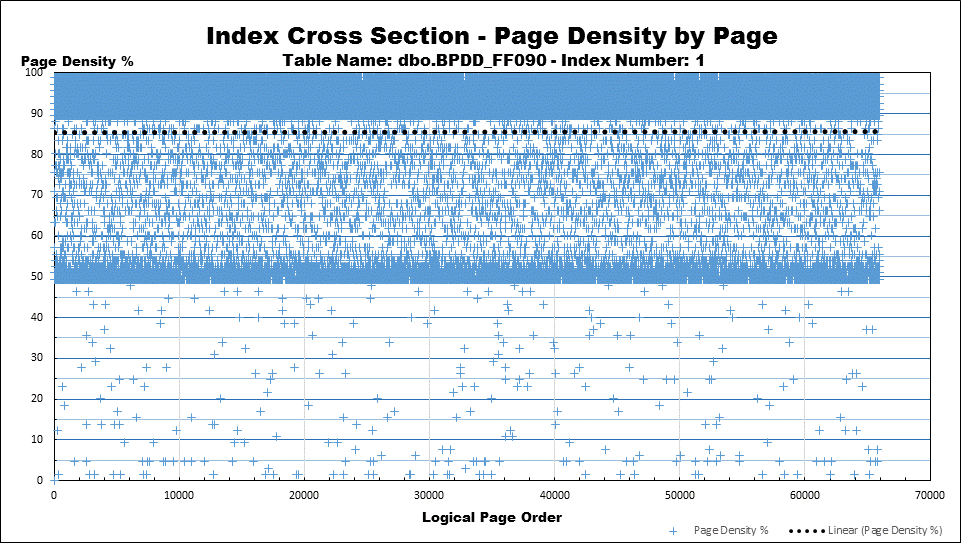 Index Cross Section - Page Density by Page
Table Name: dbo.BPDD_FF090 - Index Number: 1
Page Density %
100
90
80
70
60
50
40
30
20
10
0
0 10000 20000 30000 40000 50000 60000 70000
Logical Page Order
Page Density % Linear (Page Density %)